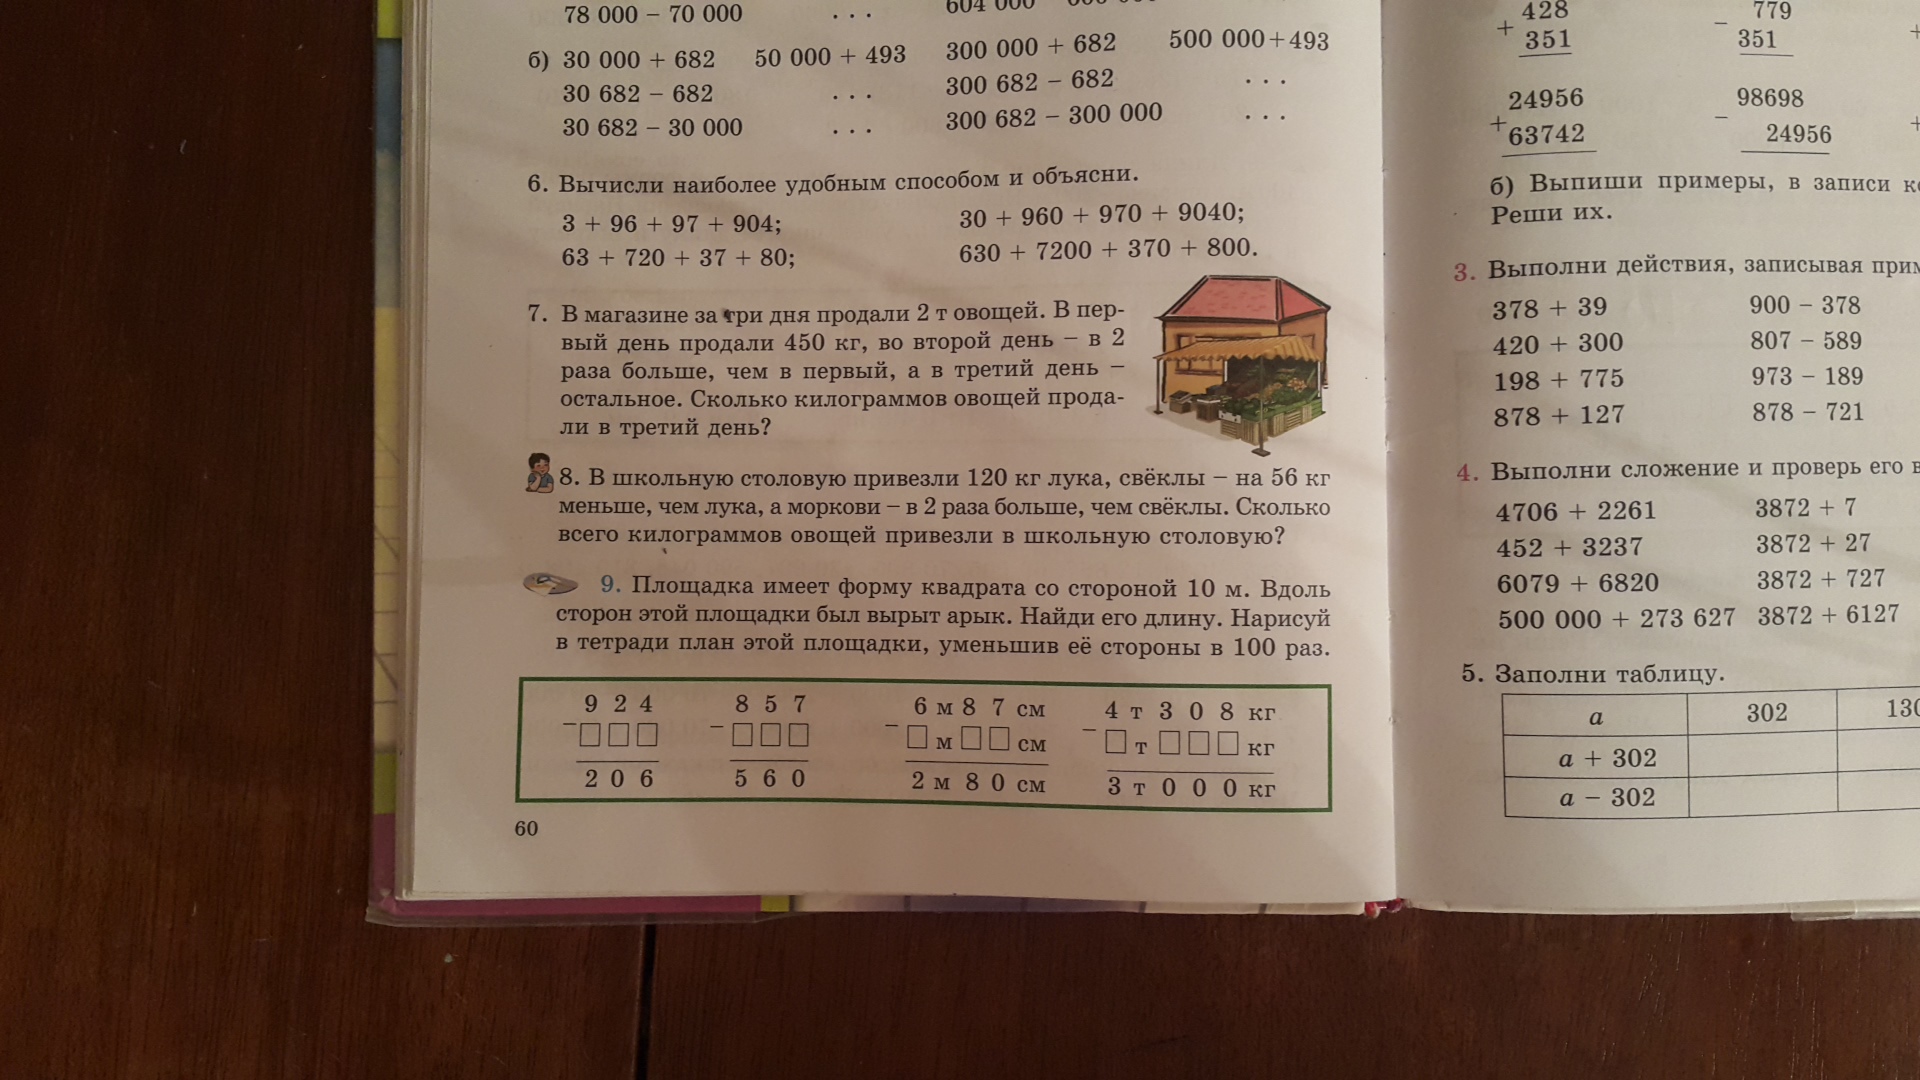 78 000 − 70 000 . . .
б) 30 000 + 682 50 000 + 493 300 000 + 682 500 000 + 493
30 682 − 682 . . . 300 682 − 682 . . .
30 682 − 30 000 . . . 300 682 − 300 000 . . .
6. Вычисли наиболее удобным способом и объясни.
3 + 96 + 97 + 904; 30 + 960 + 970 + 9040;
63 + 720 + 37 + 80; 630 + 7200 + 370 + 800.
7. В магазине за три дня продали 2 т овощей. В пер-
вый день продали 450 кг, во второй день − в 2
раза больше, чем в первый, а в третий день −
остальное. Сколько килограммов овощей прода-
ли в третий день?
8. В школьную столовую привезли 120 кг лука, свёклы − на 56 кг
меньше, чем лука, а моркови − в 2 раза больше, чем свёклы. Сколько
всего килограммов овощей привезли в школьную столовую?
9. Площадка имеет форму квадрата со стороной 10 м. Вдоль
сторон этой площадки был вырыт арык. Найди его длину. Нарисуй
в тетради план этой площадки, уменьшив её стороны в 100 раз.
9 2 4 8 5 7 6 м 8 7 см 4 т 3 0 8 кг
− □ □ □ − □ □ □ − □ м □ □ см − □ т □ □ □ кг
2 0 6 5 6 0 2 м 8 0 см 3 т 0 0 0 кг
60
428 779
+ 351 − 351 +
24956 98698
+ 63742 − 24956 +
б) Выпиши примеры, в записи
Реши их.
3. Выполни действия, записывая
378 + 39 900 − 378
420 + 300 807 − 589
198 + 775 973 − 189
878 + 127 878 − 721
4. Выполни сложение и проверь его
4706 + 2261 3872 + 7
452 + 3237 3872 + 27
6079 + 6820 3872 + 727
500 000 + 273 627 3872 + 6127
5. Заполни таблицу.
a 302
a + 302
a − 302